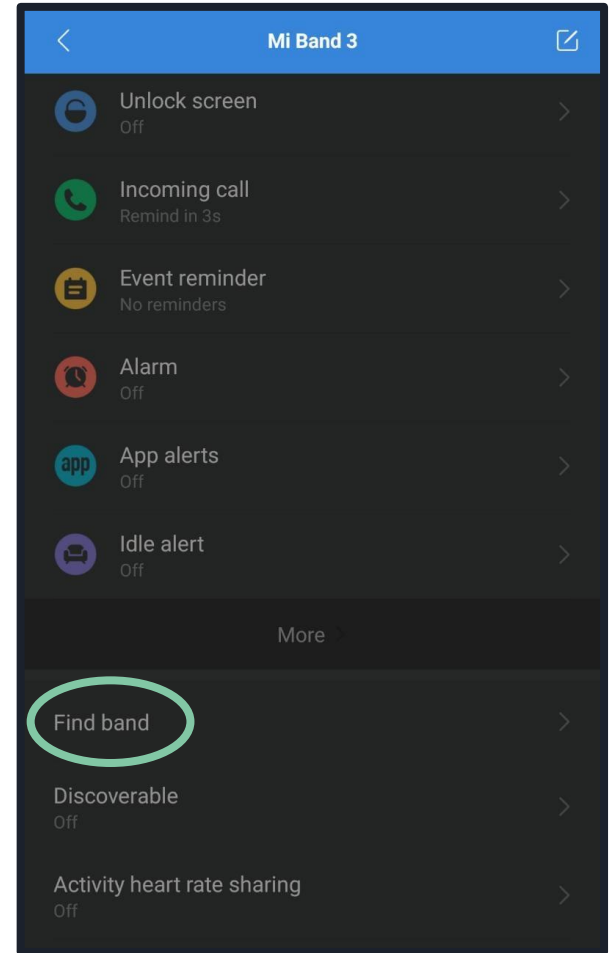 Mi Band 3
Unlock screen
Off
Incoming call
Remind in 3s
Event reminder
No reminders
Alarm
Off
app
App alerts
Off
Idle alert
Off
More
Find band
Discoverable
Off
Activity heart rate sharing
Off